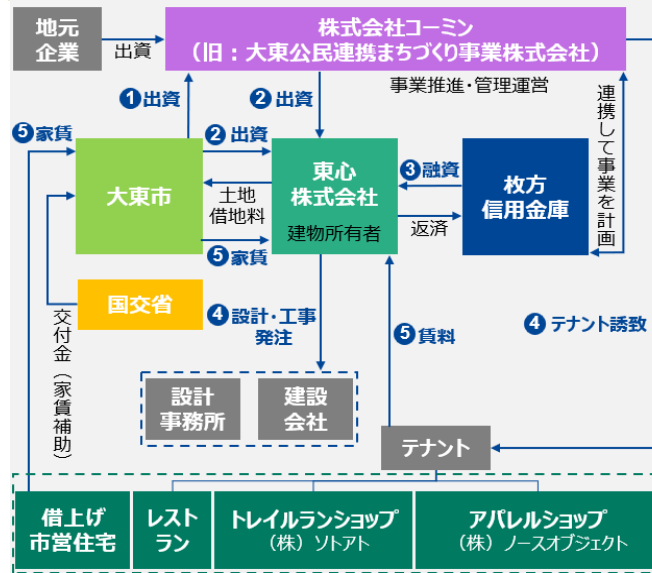 地元
企業
出資
株式会社コーミン
（旧：大東公民連携まちづくり事業株式会社）
事業推進・管理運営
❶出資
❷出資
❺家賃
❷出資
大東市
東心
株式会社
建物所有者
❸融資
枚方
信用金庫
連携して事業を計画
土地
借地料
返済
❺家賃
国交省
交付金（家賃補助）
❹設計・工事
発注
❺賃料
❹テナント誘致
設計
事務所
建設
会社
テナント
借上げ
市営住宅
レスト
ラン
トレイルランショップ
（株）ソトアト
アパレルショップ
（株）ノースオブジェクト